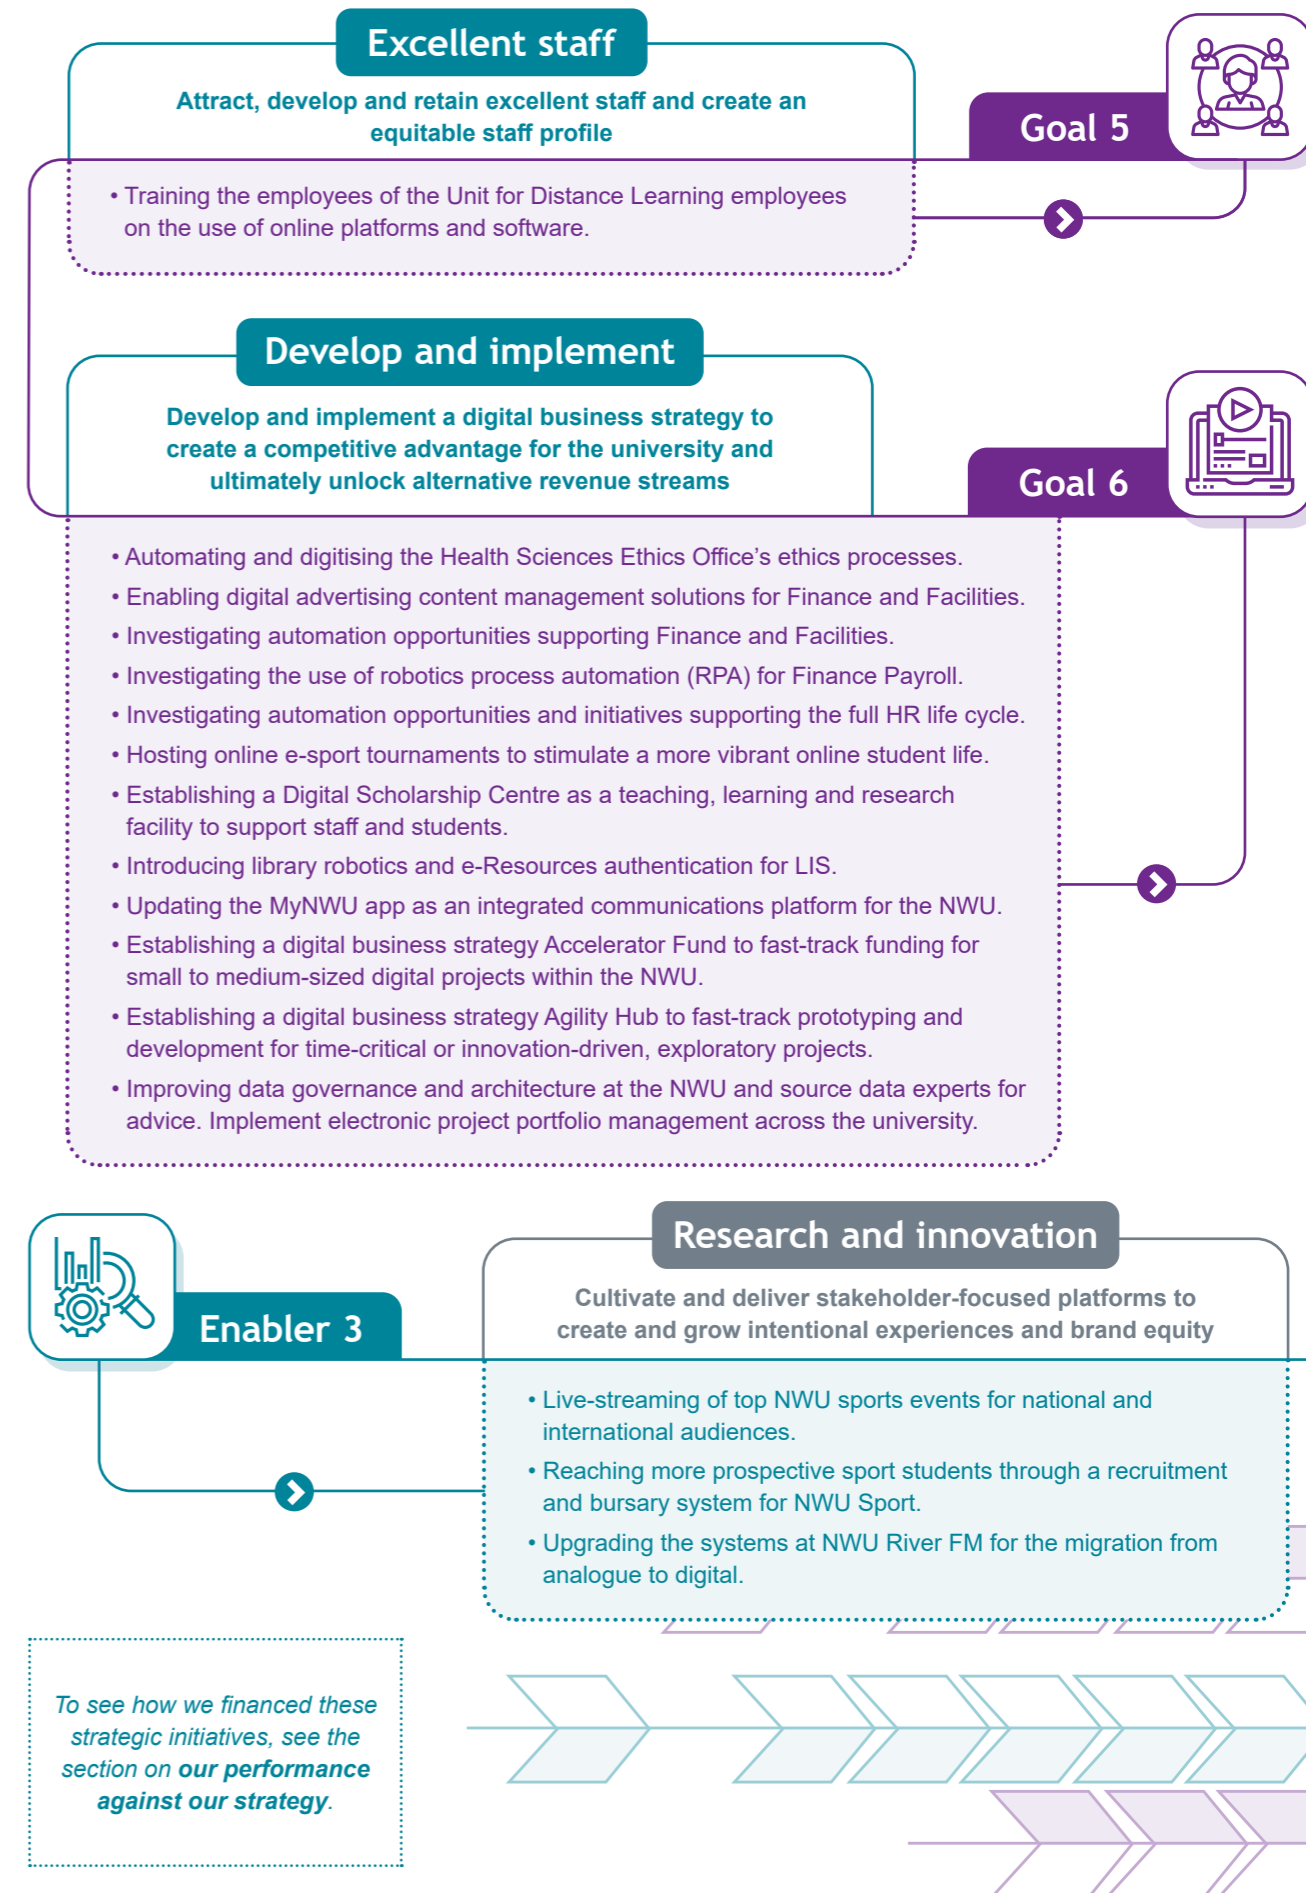 Excellent staff
Attract, develop and retain excellent staff and create an
equitable staff profile
Goal 5
• Training the employees of the Unit for Distance Learning employees
on the use of online platforms and software.
Develop and implement
Develop and implement a digital business strategy to
create a competitive advantage for the university and
ultimately unlock alternative revenue streams
Goal 6
• Automating and digitising the Health Sciences Ethics Office’s ethics processes.
• Enabling digital advertising content management solutions for Finance and Facilities.
• Investigating automation opportunities supporting Finance and Facilities.
• Investigating the use of robotics process automation (RPA) for Finance Payroll.
• Investigating automation opportunities and initiatives supporting the full HR life cycle.
• Hosting online e-sport tournaments to stimulate a more vibrant online student life.
• Establishing a Digital Scholarship Centre as a teaching, learning and research
facility to support staff and students.
• Introducing library robotics and e-Resources authentication for LIS.
• Updating the MyNWU app as an integrated communications platform for the NWU.
• Establishing a digital business strategy Accelerator Fund to fast-track funding for
small to medium-sized digital projects within the NWU.
• Establishing a digital business strategy Agility Hub to fast-track prototyping and
development for time-critical or innovation-driven, exploratory projects.
• Improving data governance and architecture at the NWU and source data experts for
advice. Implement electronic project portfolio management across the university.
Enabler 3
Research and innovation
Cultivate and deliver stakeholder-focused platforms to
create and grow intentional experiences and brand equity
• Live-streaming of top NWU sports events for national and
international audiences.
• Reaching more prospective sport students through a recruitment
and bursary system for NWU Sport.
• Upgrading the systems at NWU River FM for the migration from
analogue to digital.
To see how we financed these
strategic initiatives, see the
section on our performance
against our strategy.